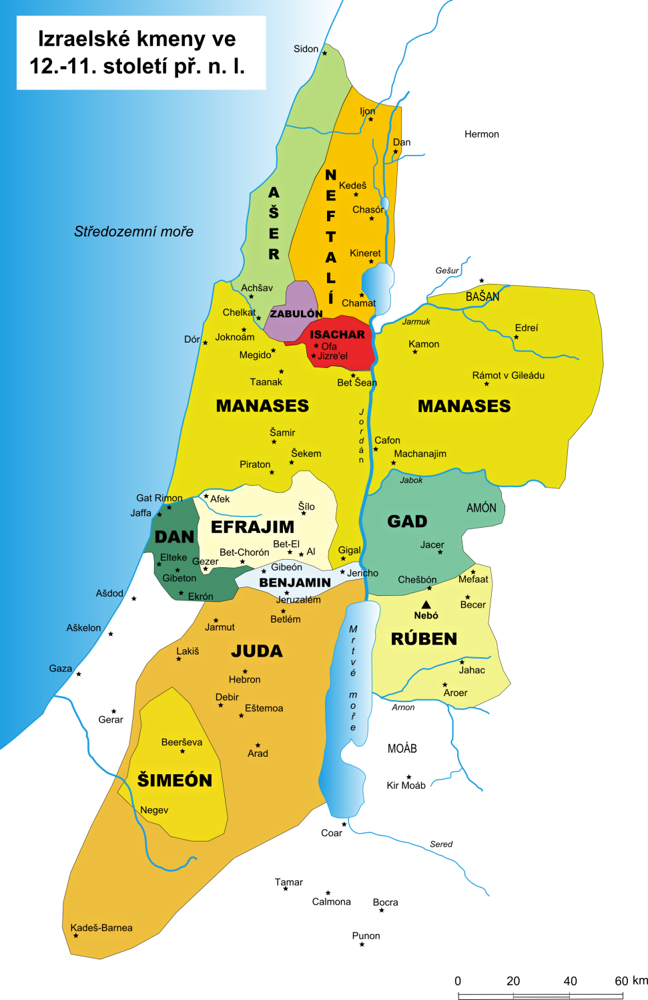 Izraelské kmeny ve
12.-11. století př. n. l.
Sidon
Ijon
Hermon
Dan
NEFTALÍ
Kedeš
AŠER
Chasór
Středozemní moře
Kineret
Gešur
Achšav
BAŠAN
Chamat
Chelkat
ZABULÓN
Jarmuk
Edreí
ISACHAR
Joknoám
Dór
Ofa
Kamon
Megido
Jizre'el
Taanak
Bet Šean
Rámot v Gileádu
MANASES
MANASES
Jordán
Šamir
Cafon
Šekem
Machanajim
Piraton
Jabok
Gat Rimon
Afek
Šílo
AMÓN
Jaffa
GAD
EFRAJIM
DAN
Bet-El
Jacer
Bet-Chorón
Al
Gigal
Elteke
Gezer
Gibeón
Jericho
Gibeton
BENJAMIN
Chešbón
Mefaat
Ašdod
Ekrón
Jeruzalém
Becer
Betlém
Nebó
Aškelon
Jarmut
Mrtvé moře
RÚBEN
Lakiš
JUDA
Gaza
Jahac
Hebron
Debir
Aroer
Eštemoa
Arnon
Gerar
Beerševa
Arad
MOÁB
ŠIMEÓN
Kir Moáb
Negev
Coar
Sered
Tamar
Calmona
Bocra
Kadeš-Barnea
Punon
0 20 40 60 km